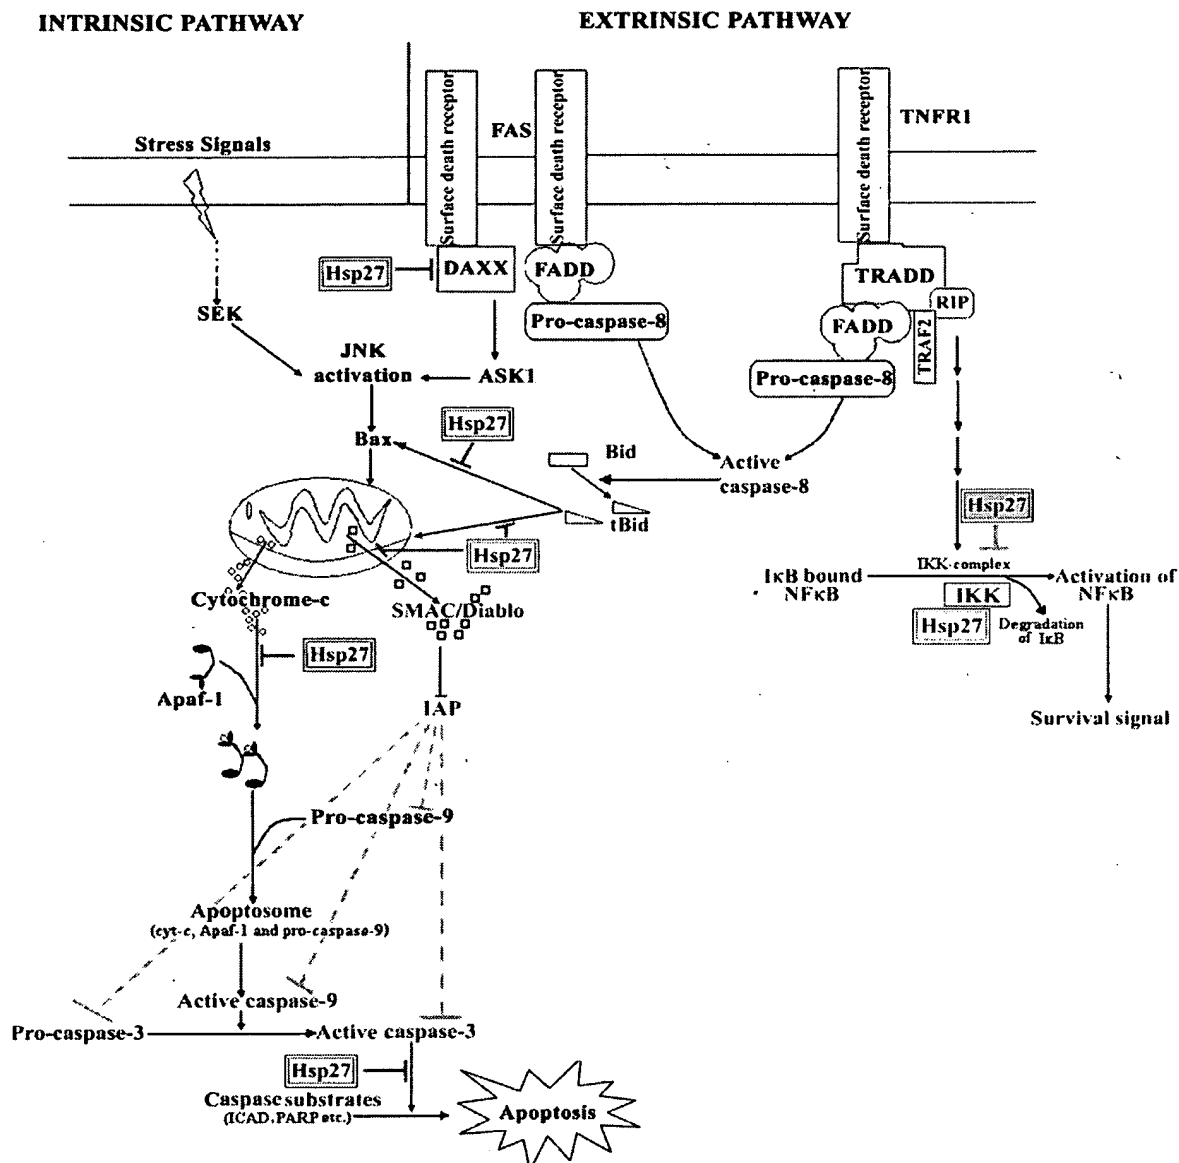 INTRINSIC PATHWAY
EXTRINSIC PATHWAY
Stress Signals
Surface death receptor
FAS
Surface death receptor
Surface death receptor
TNFR1
Hsp27
DAXX
FADD
TRADD
RIP
SEK
Pro-caspase-8
FADD
TRAF2
JNK
activation
ASK1
Pro-caspase-8
Hsp27
Bax
Bid
Active
caspase-8
tBid
Hsp27
Hsp27
IKK-complex
IκB bound
NFκB
Activation of
NFκB
IKK
Hsp27
Degradation
of IκB
Cytochrome-c
SMAC/Diablo
Hsp27
Apaf-1
IAP
Survival signal
Pro-caspase-9
Apoptosome
(cyt-c, Apaf-1 and pro-caspase-9)
Active caspase-9
Pro-caspase-3
Active caspase-3
Hsp27
Caspase substrates
(ICAD, PARP etc.)
Apoptosis